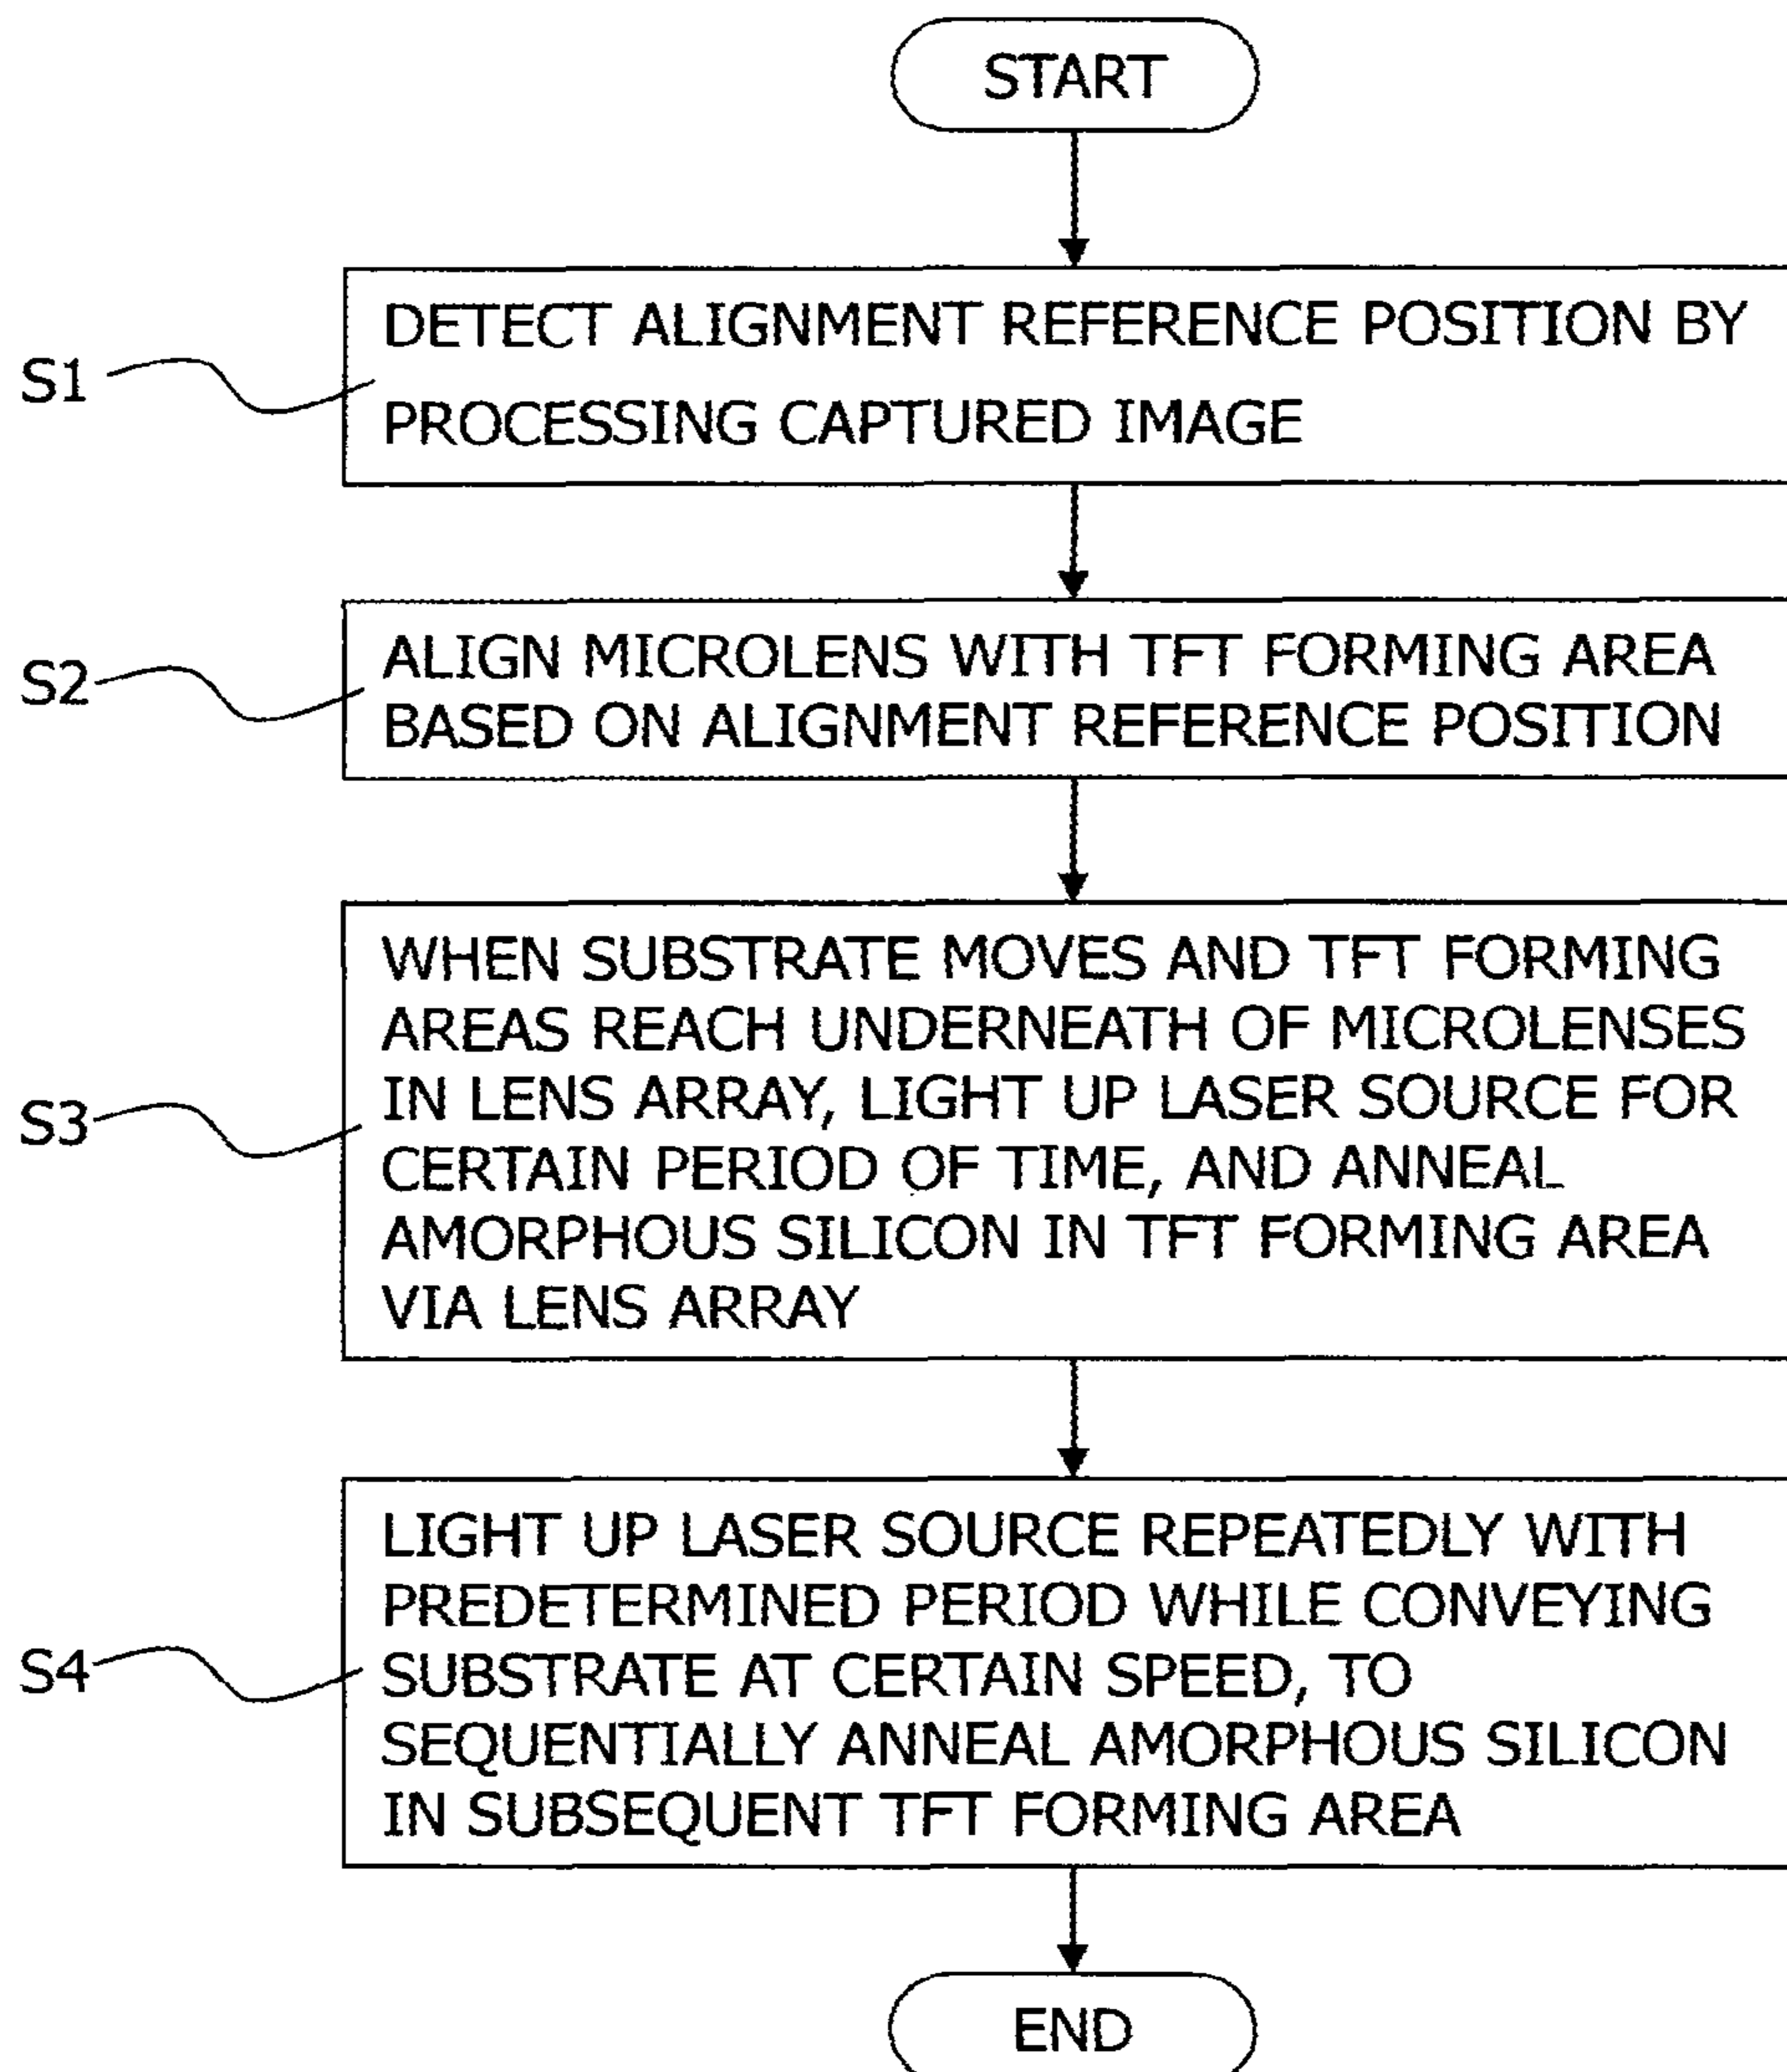 START
S1
DETECT ALIGNMENT REFERENCE POSITION BY
PROCESSING CAPTURED IMAGE
S2
ALIGN MICROLENS WITH TFT FORMING AREA
BASED ON ALIGNMENT REFERENCE POSITION
S3
WHEN SUBSTRATE MOVES AND TFT FORMING
AREAS REACH UNDERNEATH OF MICROLENSES
IN LENS ARRAY, LIGHT UP LASER SOURCE FOR
CERTAIN PERIOD OF TIME, AND ANNEAL
AMORPHOUS SILICON IN TFT FORMING AREA
VIA LENS ARRAY
S4
LIGHT UP LASER SOURCE REPEATEDLY WITH
PREDETERMINED PERIOD WHILE CONVEYING
SUBSTRATE AT CERTAIN SPEED, TO
SEQUENTIALLY ANNEAL AMORPHOUS SILICON
IN SUBSEQUENT TFT FORMING AREA
END